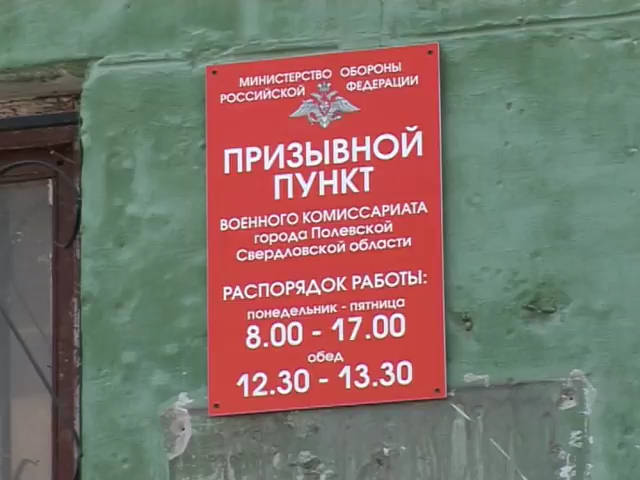 МИНИСТЕРСТВО ОБОРОНЫ
РОССИЙСКОЙ ФЕДЕРАЦИИ
ПРИЗЫВНОЙ
ПУНКТ
ВОЕННОГО КОМИССАРИАТА
города Полевской
Свердловской области
РАСПОРЯДОК РАБОТЫ:
понедельник - пятница
8.00 - 17.00
обед
12.30 - 13.30